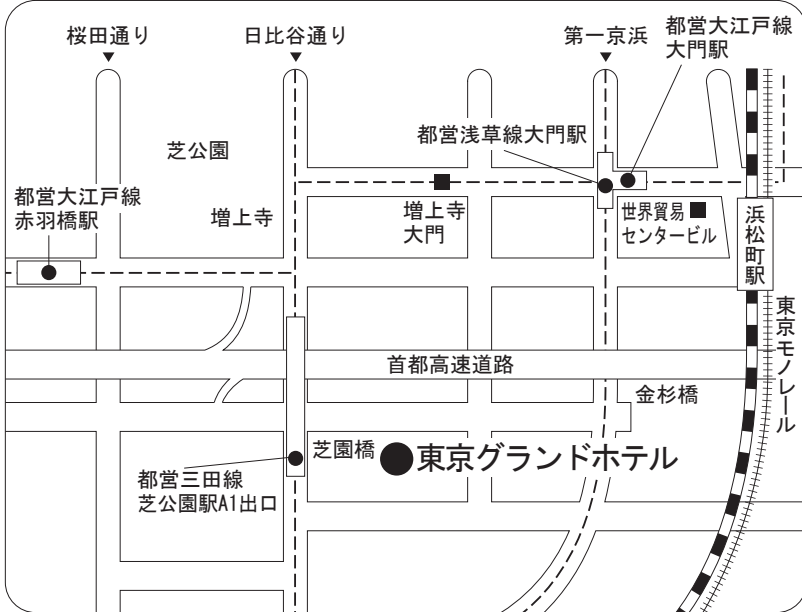 桜田通り
日比谷通り
第一京浜
都営大江戸線
大門駅
都営浅草線大門駅
芝公園
都営大江戸線
赤羽橋駅
増上寺
増上寺
大門
世界貿易
センタービル
浜松町駅
東京モノレール
首都高速道路
金杉橋
芝園橋
東京グランドホテル
都営三田線
芝公園駅A1出口